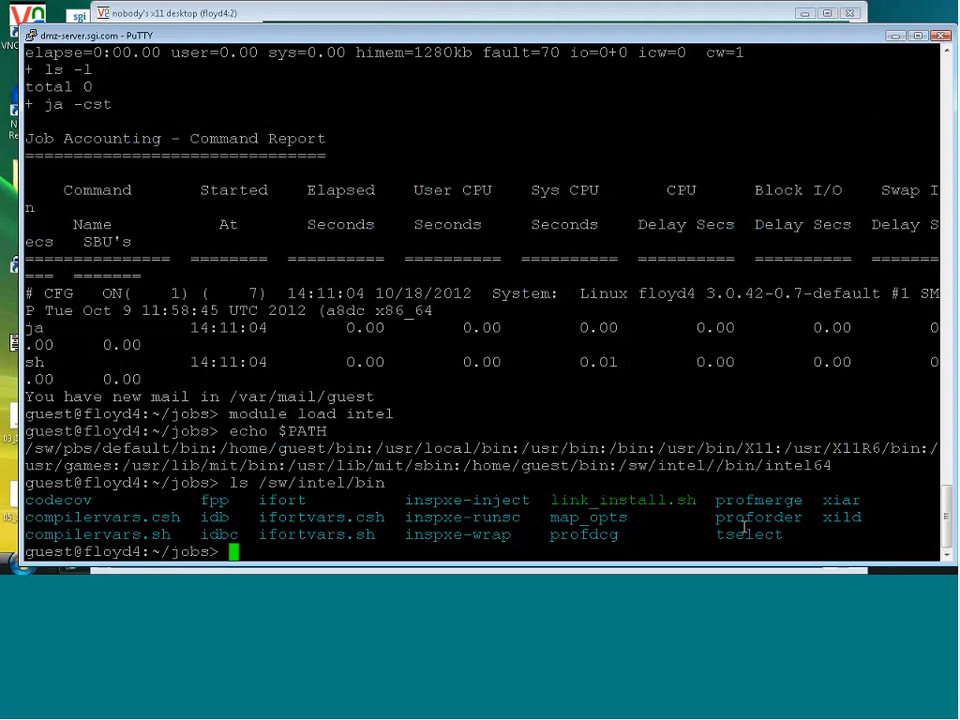 nobody's x11 desktop (floyd4:2)
sgi
dmz-server.sgi.com - PuTTY
elapse=0:00.00 user=0.00 sys=0.00 himem=1280kb fault=70 io=0+0 icw=0  cw=1
+ ls -l
total 0
+ ja -cst
Job Accounting - Command Report
===============================
Command Started Elapsed User CPU Sys CPU CPU Block I/O Swap I
n
Name At Seconds Seconds Seconds Delay Secs Delay Secs Delay S
ecs SBU's
=============== ======== ========== ========== ========== ========== ========== =======
=== =======
# CFG   ON(    1) (    7)  14:11:04 10/18/2012  System:  Linux floyd4 3.0.42-0.7-default #1 SM
P Tue Oct 9 11:58:45 UTC 2012 (a8dc x86_64
ja 14:11:04 0.00 0.00 0.00 0.00 0.00 0
.00 0.00
sh 14:11:04 0.00 0.00 0.01 0.00 0.00 0
.00 0.00
You have new mail in /var/mail/guest
guest@floyd4:~/jobs> module load intel
guest@floyd4:~/jobs> echo $PATH
/sw/pbs/default/bin:/home/guest/bin:/usr/local/bin:/usr/bin:/bin:/usr/bin/X11:/usr/X11R6/bin:/
usr/games:/usr/lib/mit/bin:/usr/lib/mit/sbin:/home/guest/bin:/sw/intel//bin/intel64
guest@floyd4:~/jobs> ls /sw/intel/bin
codecov fpp ifort inspxe-inject link_install.sh profmerge xiar
compilervars.csh idb ifortvars.csh inspxe-runsc map_opts proforder xild
compilervars.sh idbc ifortvars.sh inspxe-wrap profdcg tselect
guest@floyd4:~/jobs>